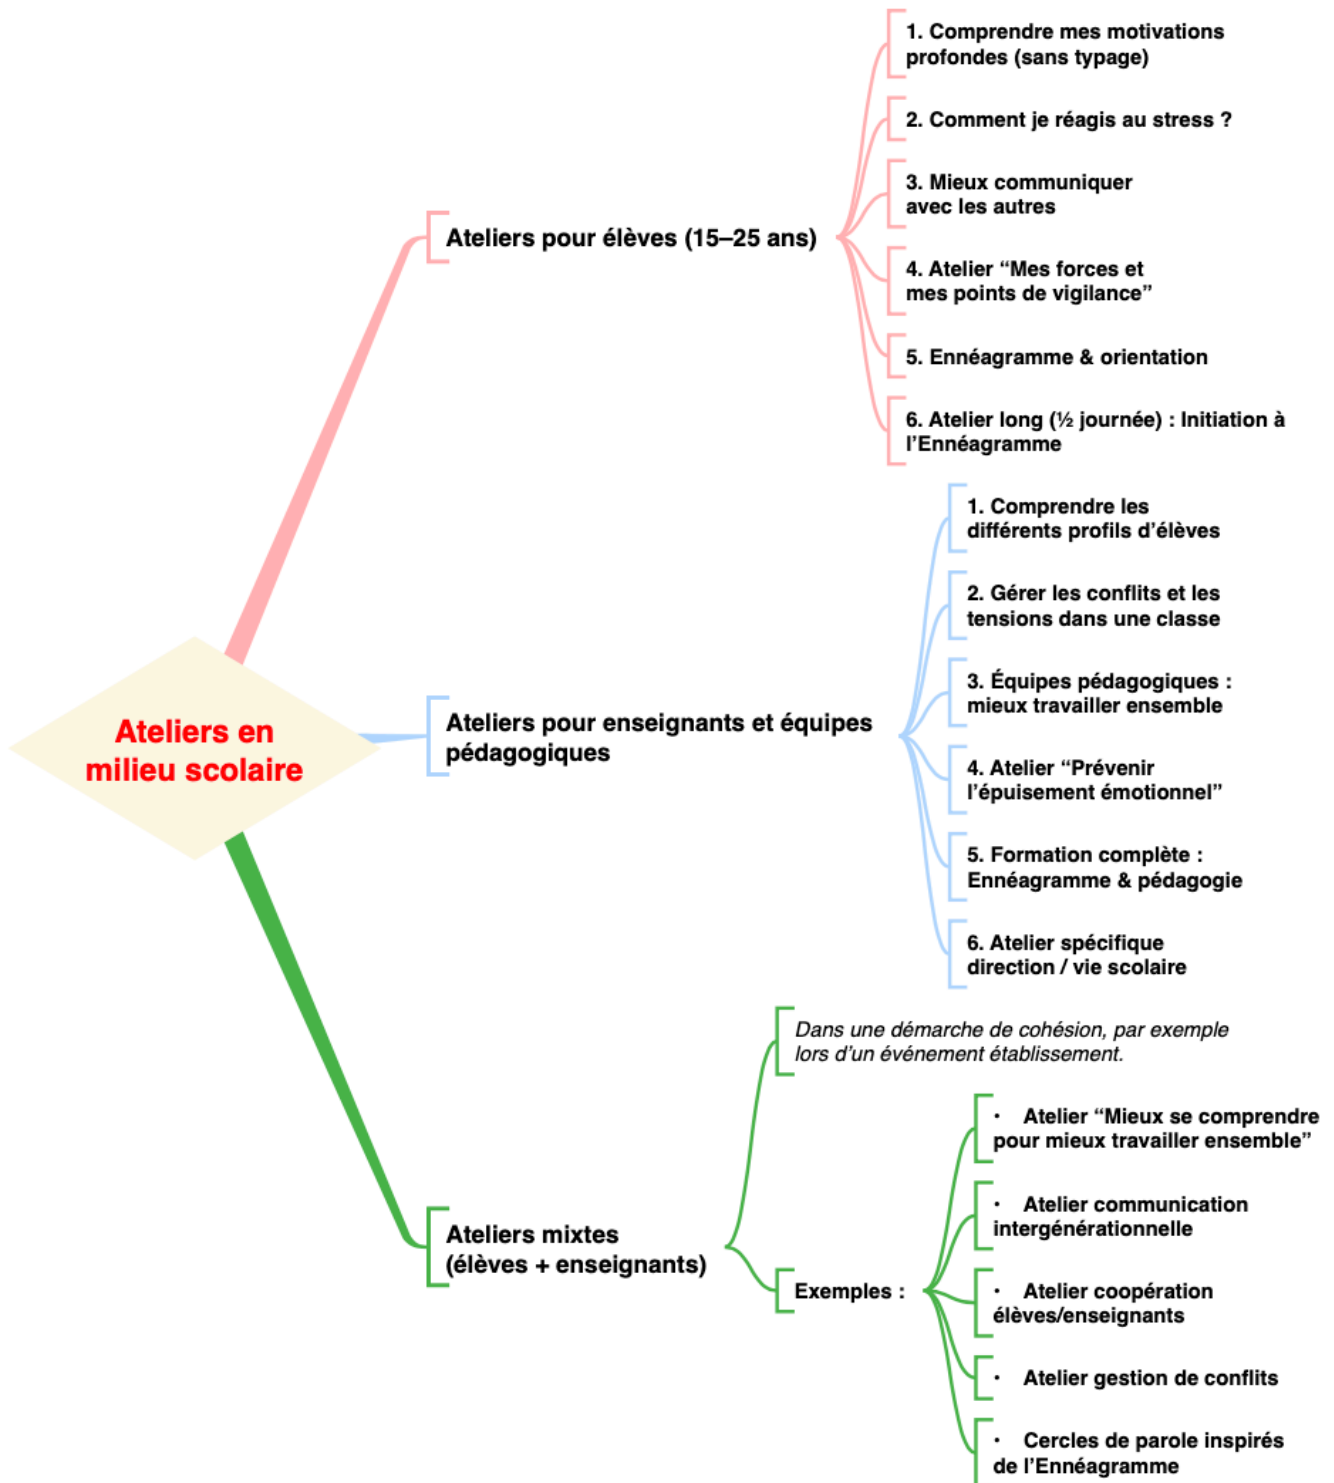 Ateliers en
milieu scolaire
Ateliers pour élèves (15–25 ans)
1. Comprendre mes motivations
profondes (sans typage)
2. Comment je réagis au stress ?
3. Mieux communiquer
avec les autres
4. Atelier “Mes forces et
mes points de vigilance”
5. Ennéagramme & orientation
6. Atelier long (½ journée) : Initiation à
l’Ennéagramme
Ateliers pour enseignants et équipes
pédagogiques
1. Comprendre les
différents profils d’élèves
2. Gérer les conflits et les
tensions dans une classe
3. Équipes pédagogiques :
mieux travailler ensemble
4. Atelier “Prévenir
l’épuisement émotionnel”
5. Formation complète :
Ennéagramme & pédagogie
6. Atelier spécifique
direction / vie scolaire
Ateliers mixtes
(élèves + enseignants)
Dans une démarche de cohésion, par exemple
lors d’un événement établissement.
Exemples :
• Atelier “Mieux se comprendre
pour mieux travailler ensemble”
• Atelier communication
intergénérationnelle
• Atelier coopération
élèves/enseignants
• Atelier gestion de conflits
• Cercles de parole inspirés
de l’Ennéagramme